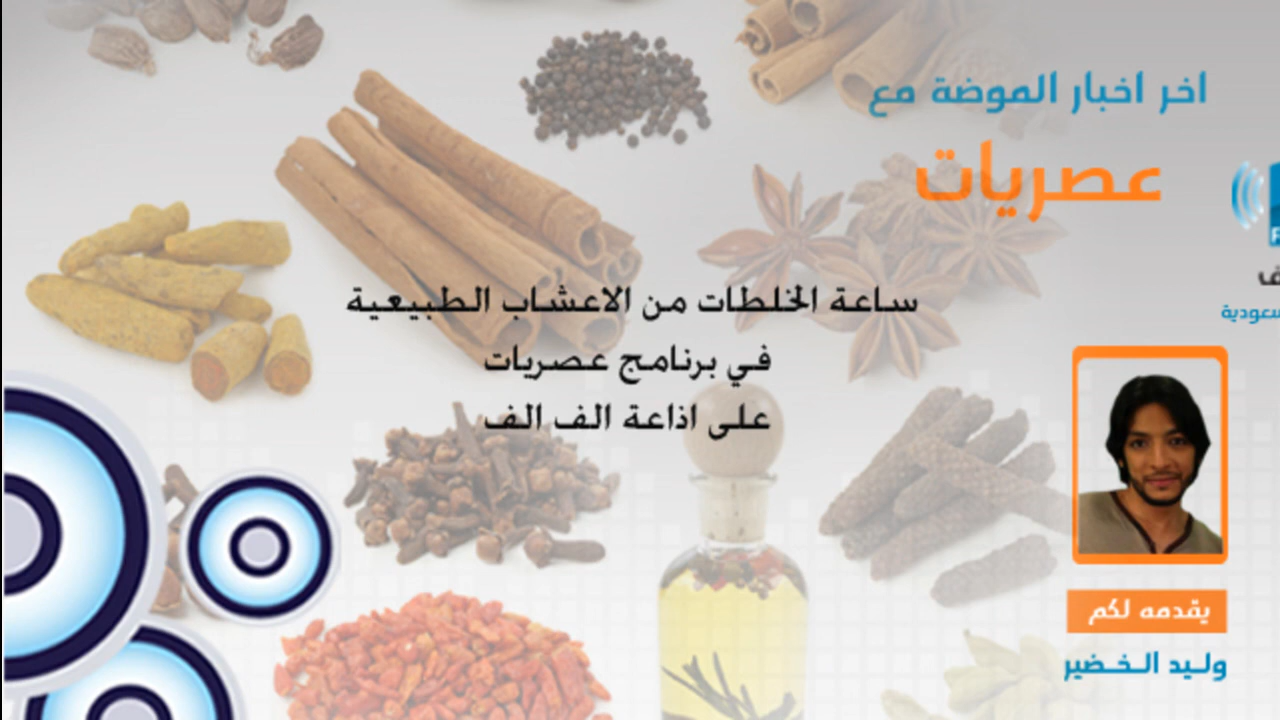 اخر اخبار الموضة مع
عصريات
ساعة الخلطات من الاعشاب الطبيعية
في برنامج عصريات
على اذاعة الف الف
يقدمه لكم
وليد الخضير